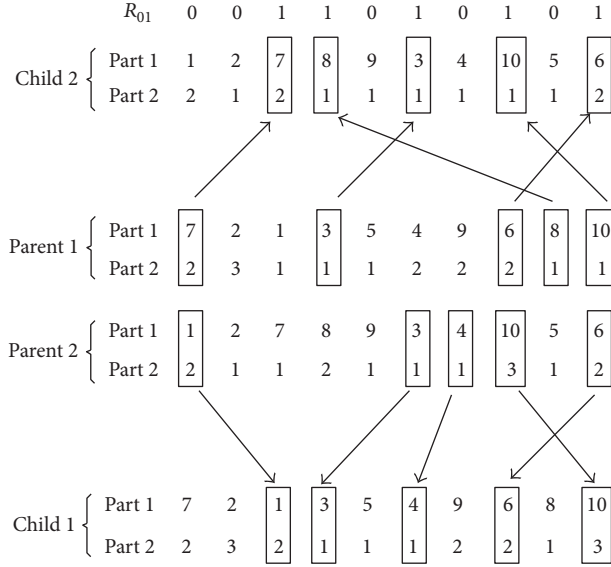 R01 0 0 1 1 0 1 0 1 0 1
Child 2
Part 1 1 2 7 8 9 3 4 10 5 6
Part 2 2 1 2 1 1 1 1 1 1 2
Parent 1
Part 1 7 2 1 3 5 4 9 6 8 10
Part 2 2 3 1 1 1 2 2 2 1 1
Parent 2
Part 1 1 2 7 8 9 3 4 10 5 6
Part 2 2 1 1 2 1 1 1 3 1 2
Child 1
Part 1 7 2 1 3 5 4 9 6 8 10
Part 2 2 3 2 1 1 1 2 2 1 3